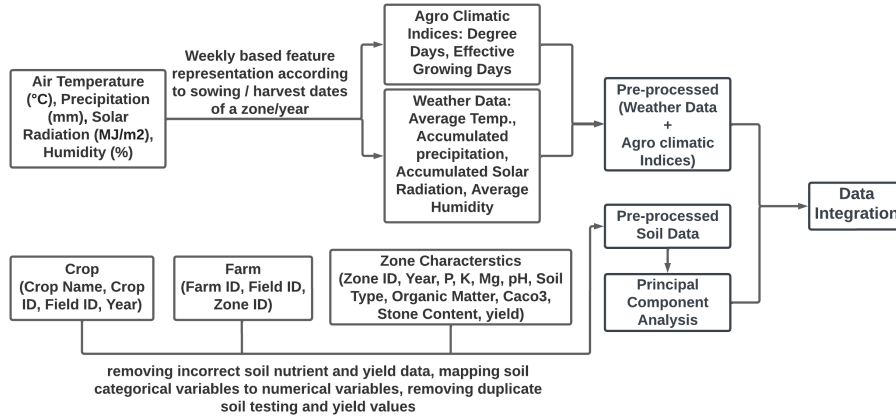 Air Temperature
(°C), Precipitation
(mm), Solar
Radiation (MJ/m2),
Humidity (%)
Weekly based feature
representation according
to sowing / harvest dates
of a zone/year
Agro Climatic
Indices: Degree
Days, Effective
Growing Days
Weather Data:
Average Temp.,
Accumulated
precipitation,
Accumulated Solar
Radiation, Average
Humidity
Pre-processed
(Weather Data
+
Agro climatic
Indices)
Data
Integration
Pre-processed
Soil Data
Principal
Component
Analysis
Crop
(Crop Name, Crop
ID, Field ID, Year)
Farm
(Farm ID, Field ID,
Zone ID)
Zone Characterstics
(Zone ID, Year, P, K, Mg, pH, Soil
Type, Organic Matter, Caco3,
Stone Content, yield)
removing incorrect soil nutrient and yield data, mapping soil
categorical variables to numerical variables, removing duplicate
soil testing and yield values